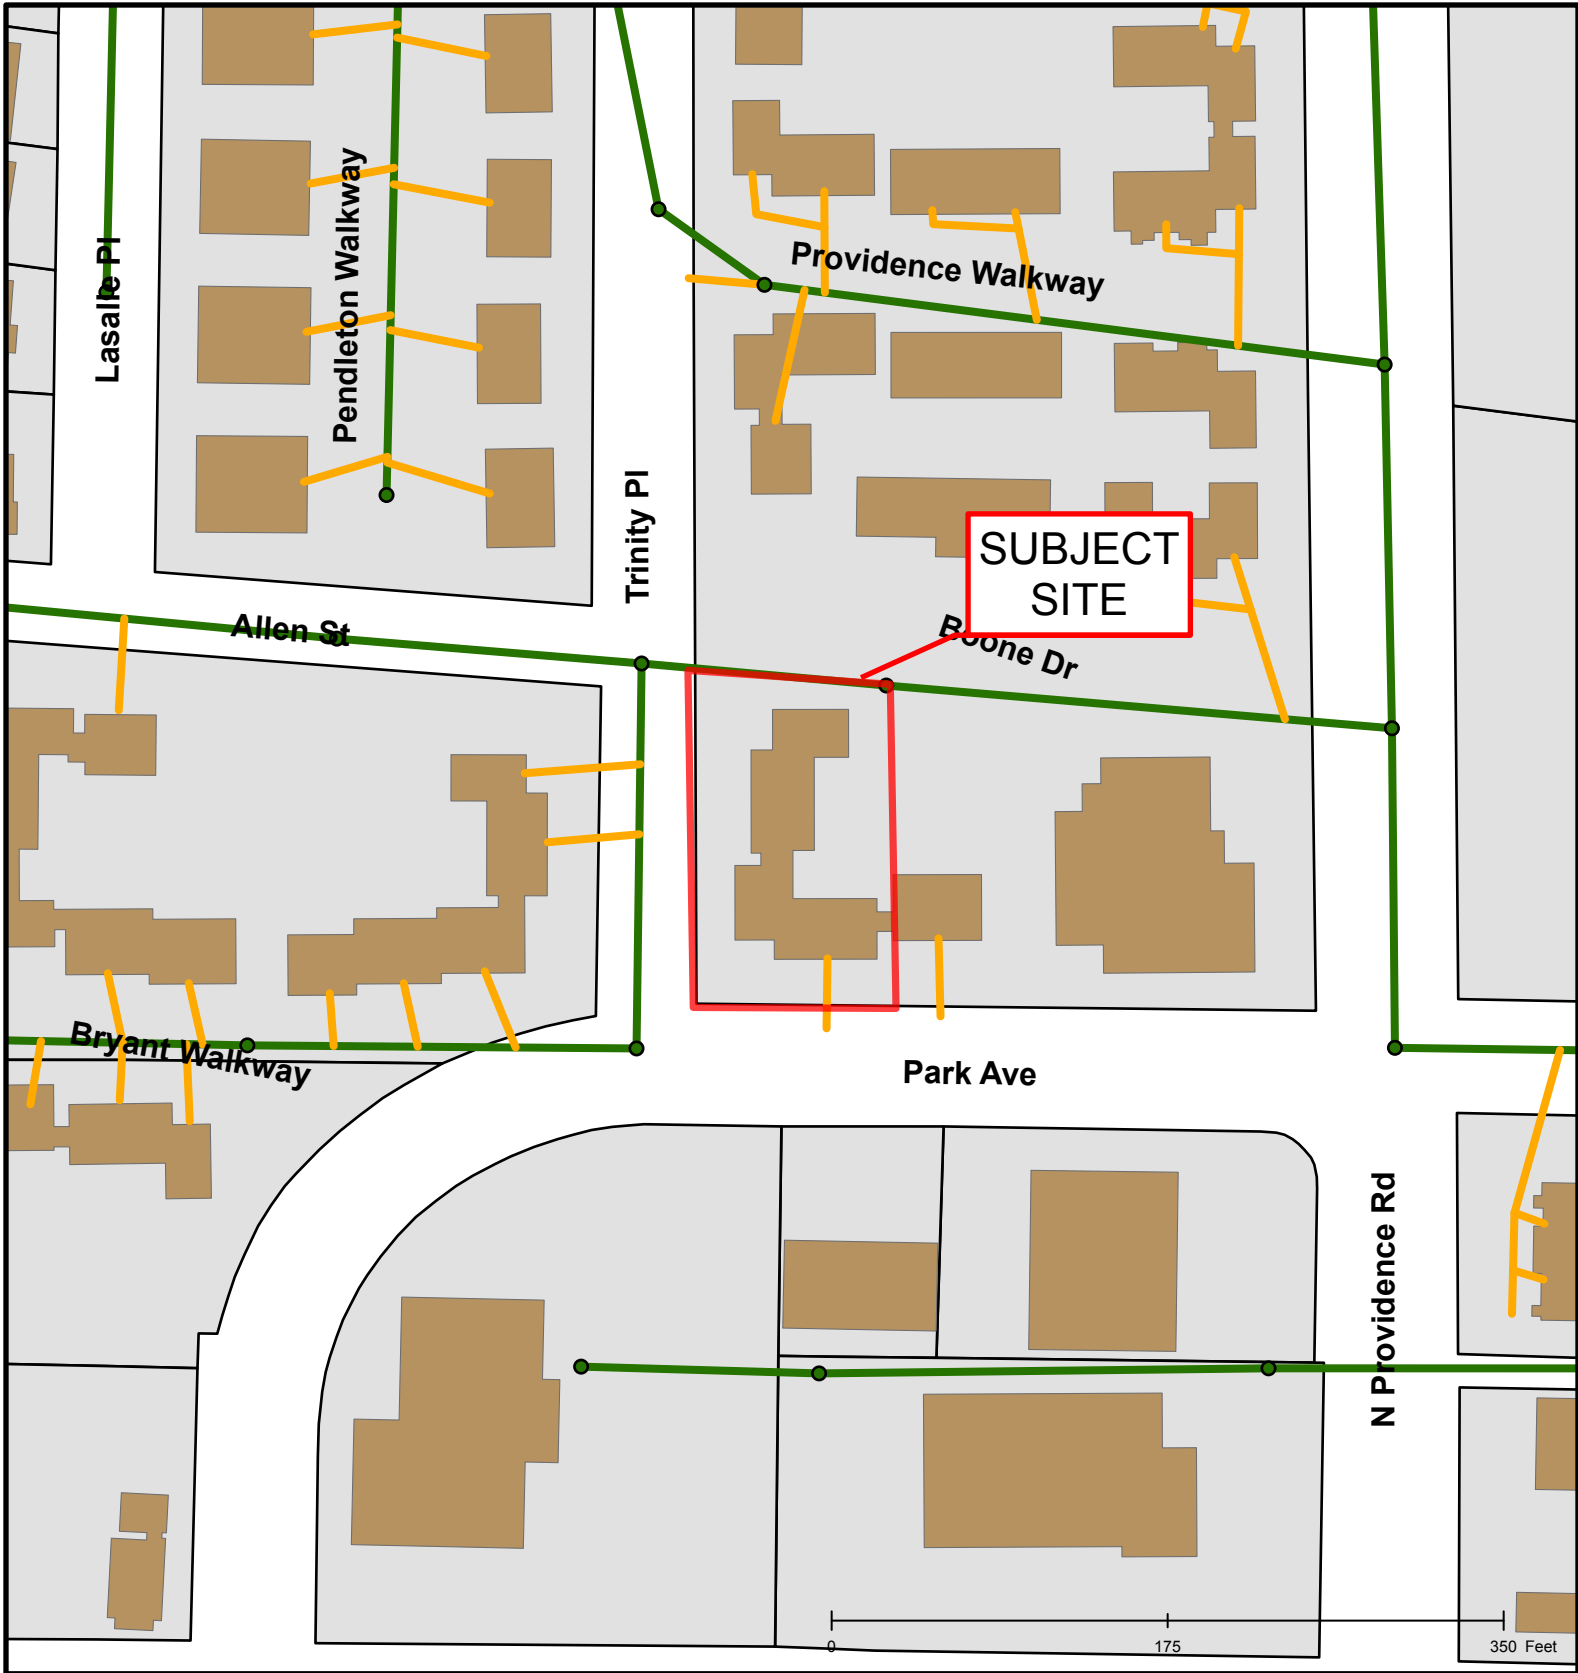 Providence Walkway
Lasalle Pl
Pendleton Walkway
Trinity Pl
SUBJECT
SITE
Allen St
Boone Dr
Bryant Walkway
Park Ave
N Providence Rd
0 175 350 Feet